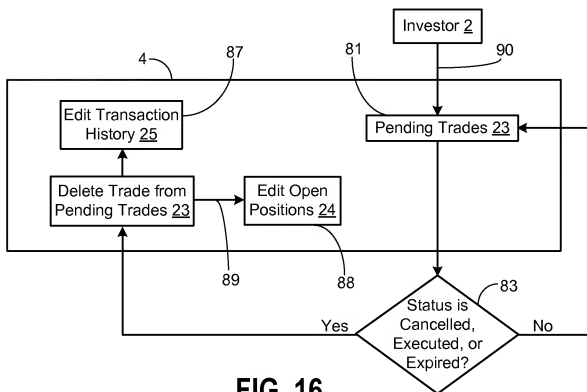 Investor 2
90
4
87
81
Edit Transaction
History 25
Pending Trades 23
Delete Trade from
Pending Trades 23
Edit Open
Positions 24
89
88
83
Status is
Cancelled,
Executed, or
Expired?
Yes
No
FIG. 16